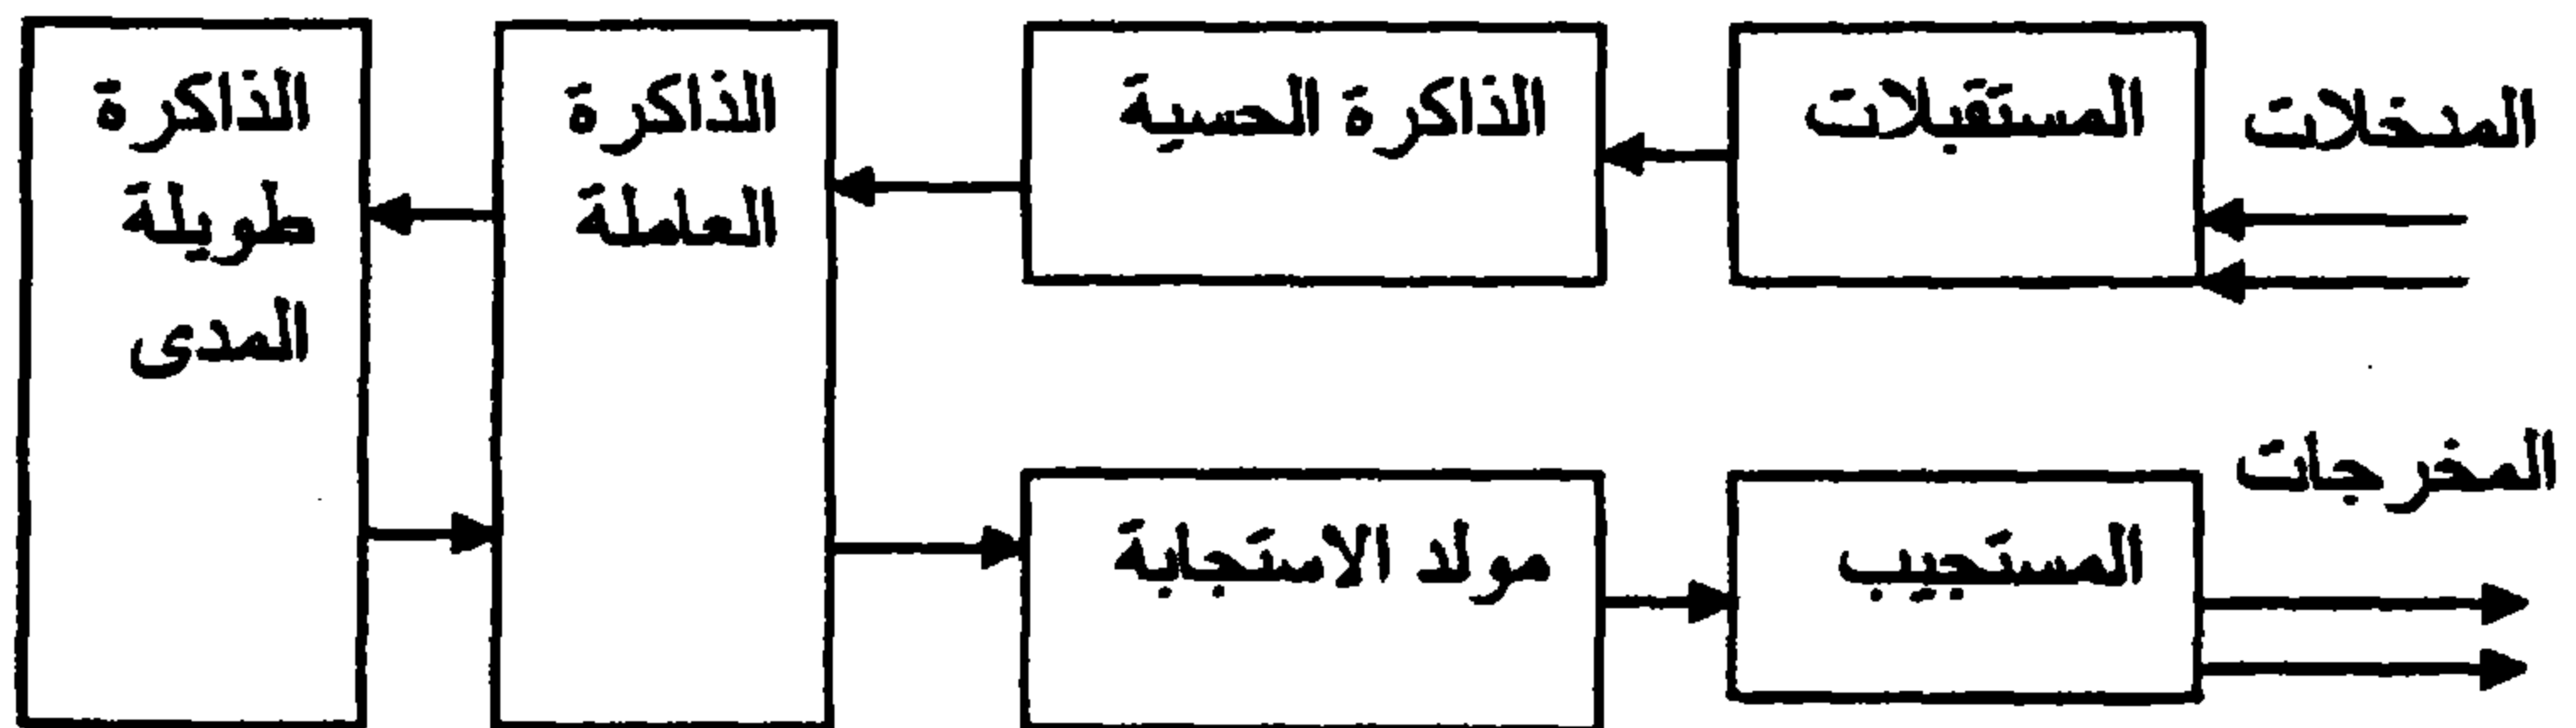 المدخلات
المستقبلات
الذاكرة الحسية
الذاكرة
العاملة
الذاكرة
طويلة
المدى
مولد الاستجابة
المستجيب
المخرجات